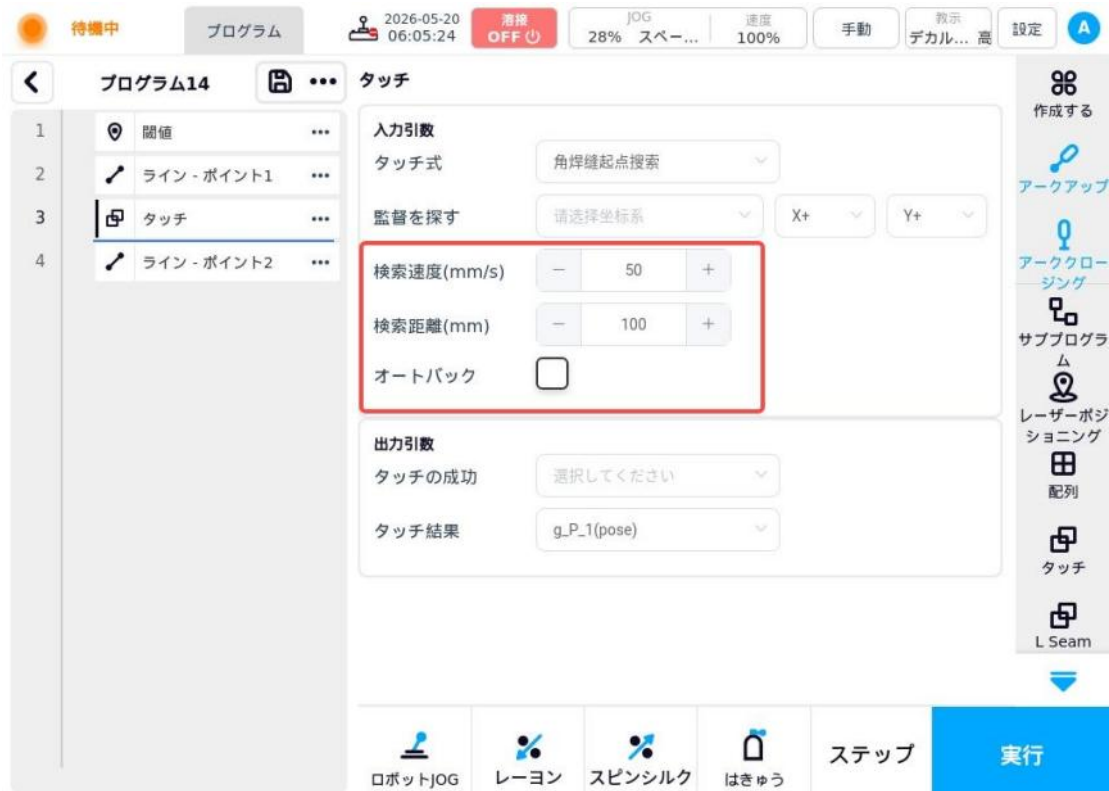 待機中
プログラム
2026-05-20
06:05:24
溶接
OFF
JOG
28% スペー...
速度
100%
手動
教示
デカル... 高
設定
A
プログラム14
•••
タッチ
1 閾値 •••
2 ライン - ポイント1 •••
3 タッチ •••
4 ライン - ポイント2 •••
入力引数
タッチ式 角焊缝起点搜索
監督を探す 请选择坐标系 X+ Y+
検索速度(mm/s) − 50 +
検索距離(mm) − 100 +
オートバック
出力引数
タッチの成功 選択してください
タッチ結果 g_P_1(pose)
作成する
アークアップ
アーククロー
ジング
サブプログラ
ム
レーザーポジ
ショニング
配列
タッチ
L Seam
ロボットJOG
レーヨン
スピンシルク
はきゅう
ステップ
実行